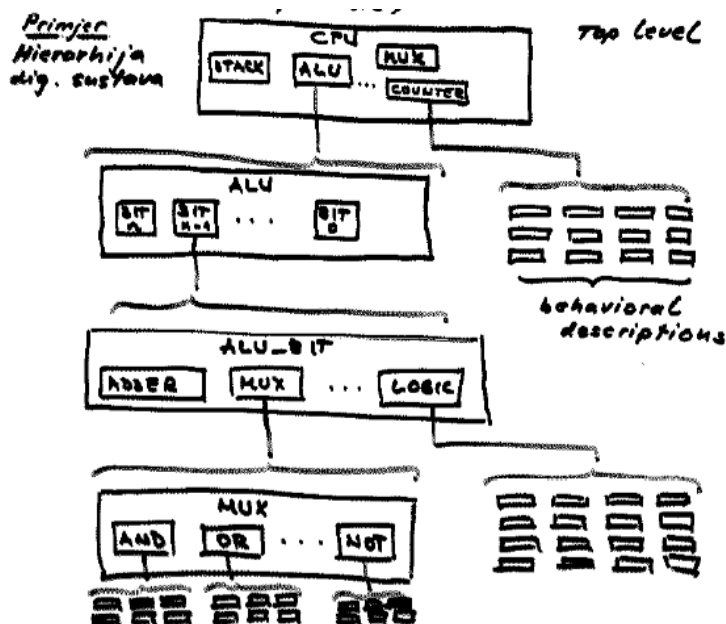 Primjer
Hierarhija
dig. sustava
Top level
CPU
STACK
ALU
...
MUX
COUNTER
ALU
BIT
n
BIT
n-1
...
BIT
0
behavioral
descriptions
ALU_BIT
ADDER
MUX
...
LOGIC
MUX
AND
OR
....
NOT